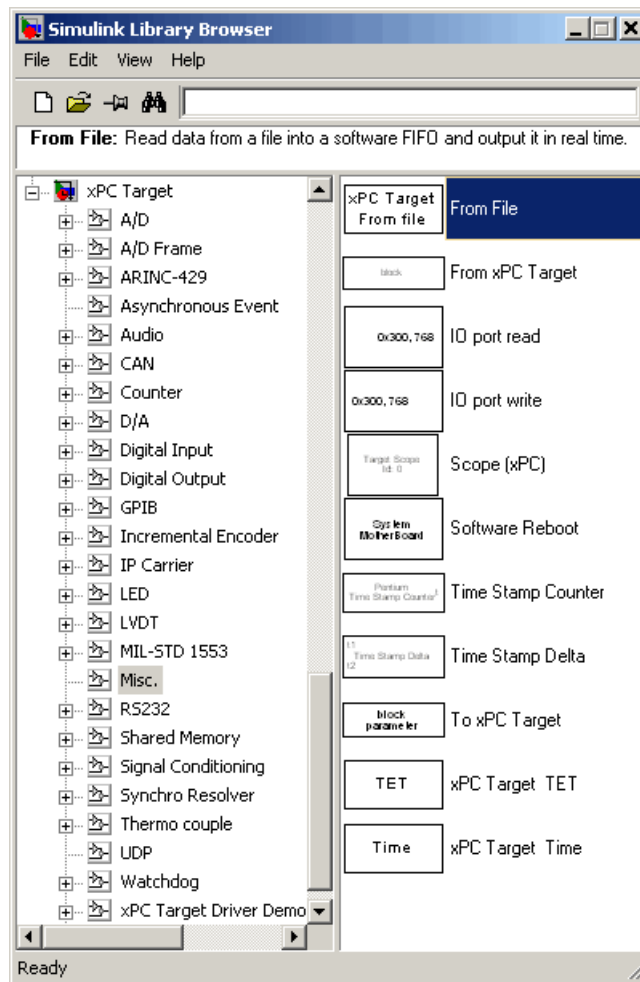 Simulink Library Browser
File Edit View Help
From File: Read data from a file into a software FIFO and output it in real time.
xPC Target
A/D
A/D Frame
ARINC-429
Asynchronous Event
Audio
CAN
Counter
D/A
Digital Input
Digital Output
GPIB
Incremental Encoder
IP Carrier
LED
LVDT
MIL-STD 1553
Misc.
RS232
Shared Memory
Signal Conditioning
Synchro Resolver
Thermo couple
UDP
Watchdog
xPC Target Driver Demo
xPC Target
From file
From File
block
From xPC Target
0x300, 768
IO port read
0x300, 768
IO port write
Target Scope
Id: 0
Scope (xPC)
System
MotherBoard
Software Reboot
Pentium
Time Stamp Counter
Time Stamp Counter
t1
Time Stamp Delta
t2
Time Stamp Delta
block
parameter
To xPC Target
TET
xPC Target TET
Time
xPC Target Time
Ready